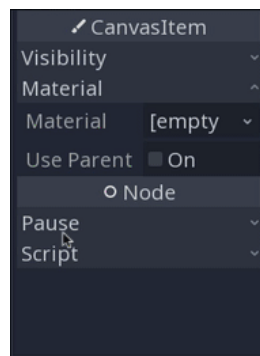 CanvasItem
Visibility
Material
Material [empty
Use Parent On
Node
Pause
Script